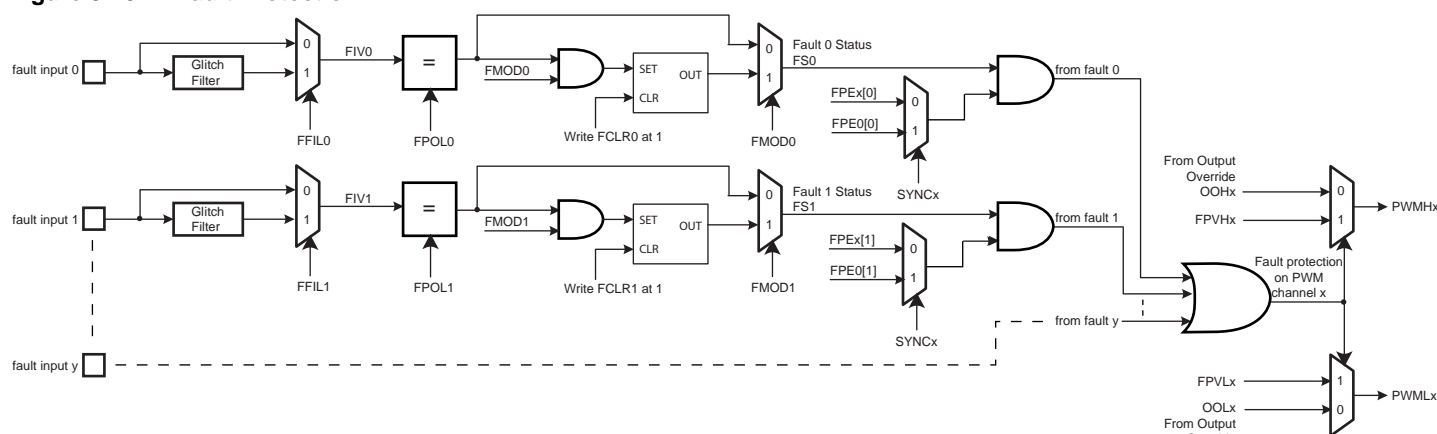 fault input 0
Glitch
Filter
0
1
FFIL0
FIV0
=
FPOL0
FMOD0
SET
OUT
CLR
Write FCLR0 at 1
0
1
FMOD0
Fault 0 Status
FS0
FPEx[0]
FPE0[0]
0
1
SYNCx
from fault 0
fault input 1
Glitch
Filter
0
1
FFIL1
FIV1
=
FPOL1
FMOD1
SET
OUT
CLR
Write FCLR1 at 1
0
1
FMOD1
Fault 1 Status
FS1
FPEx[1]
FPE0[1]
0
1
SYNCx
from fault 1
fault input y
from fault y
Fault protection
on PWM
channel x
From Output
Override
OOHx
FPVHx
0
1
PWMHx
FPVLx
OOLx
From Output
1
0
PWMLx